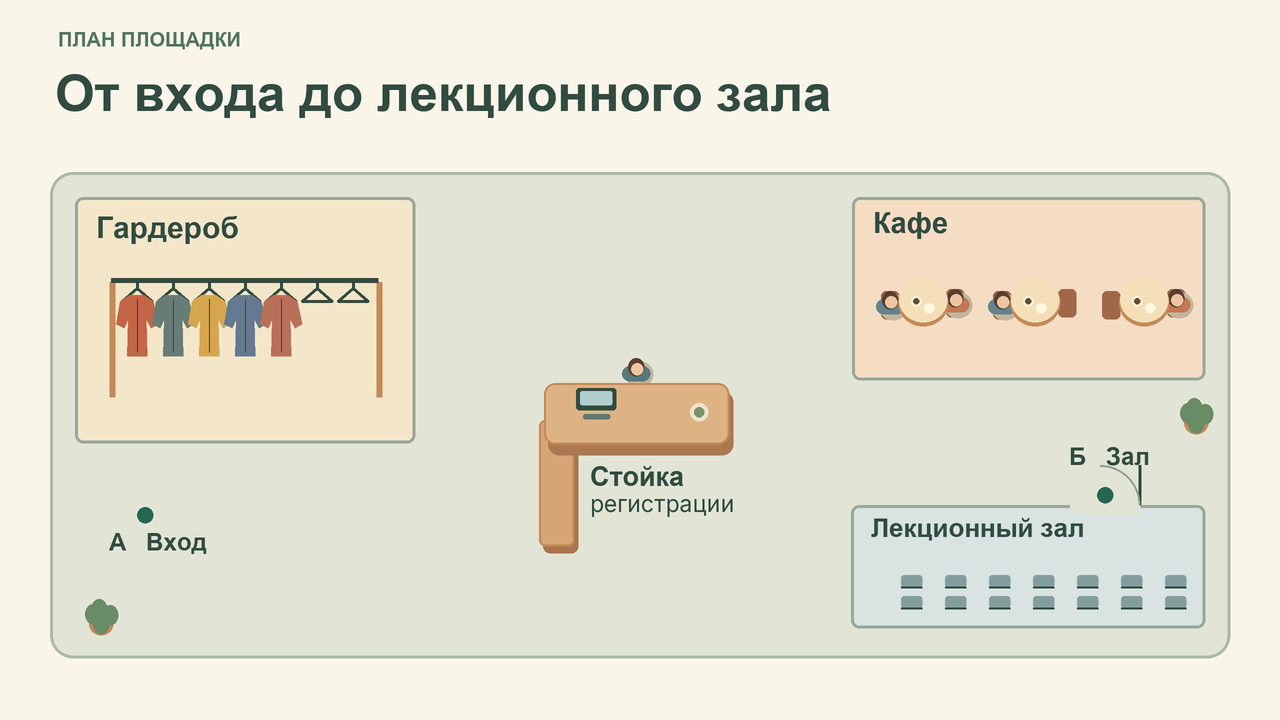 ПЛАН ПЛОЩАДКИ
От входа до лекционного зала
Гардероб
Кафе
Стойка
регистрации
Б Зал
А Вход
Лекционный зал